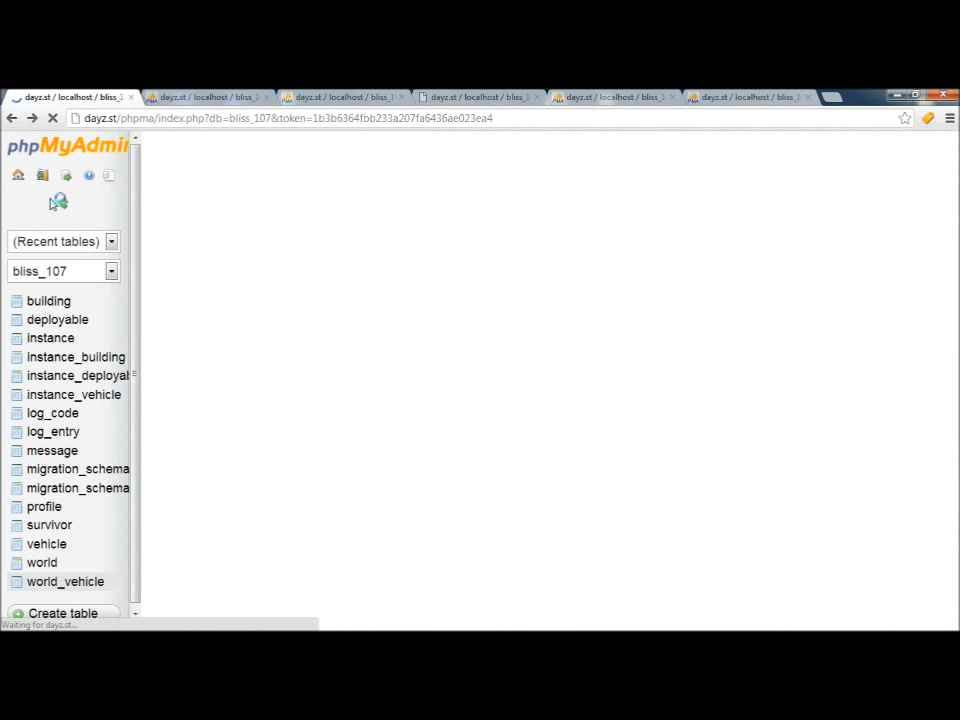 dayz.st / localhost / bliss_1 dayz.st / localhost / bliss_1 dayz.st / localhost / bliss_1 dayz.st / localhost / bliss_1 dayz.st / localhost / bliss_1 dayz.st / localhost / bliss_1
dayz.st/phpma/index.php?db=bliss_107&token=1b3b6364fbb233a207fa6436ae023ea4
phpMyAdmin
(Recent tables)
bliss_107
building
deployable
instance
instance_building
instance_deployab
instance_vehicle
log_code
log_entry
message
migration_schema
migration_schema
profile
survivor
vehicle
world
world_vehicle
Create table
Waiting for dayz.st...